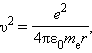 υ² = e² / 4πε₀mₑr,